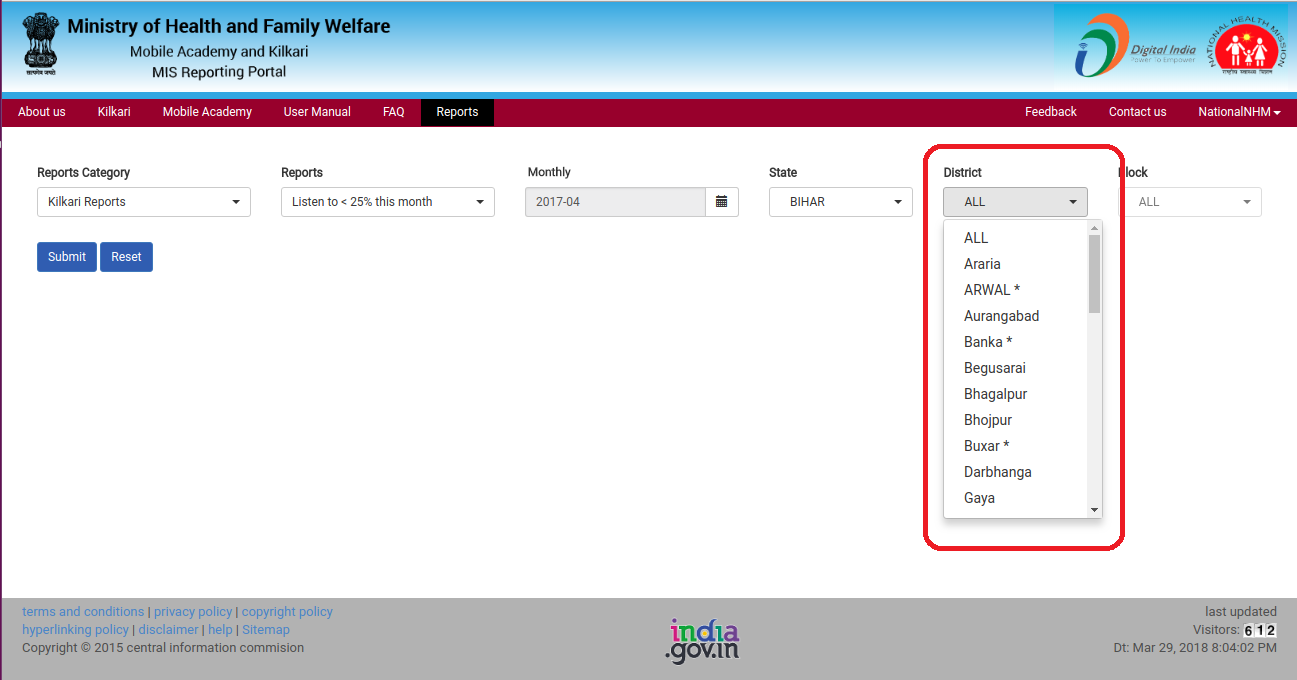 Ministry of Health and Family Welfare
Mobile Academy and Kilkari
MIS Reporting Portal
सत्यमेव जयते
Digital India
Power To Empower
NATIONAL HEALTH MISSION
राष्ट्रीय स्वास्थ्य मिशन
About us Kilkari Mobile Academy User Manual FAQ Reports Feedback Contact us NationalNHM
Reports Category Reports Monthly State District lock
Kilkari Reports Listen to < 25% this month 2017-04 BIHAR ALL ALL
Submit Reset
ALL
Araria
ARWAL *
Aurangabad
Banka *
Begusarai
Bhagalpur
Bhojpur
Buxar *
Darbhanga
Gaya
terms and conditions | privacy policy | copyright policy
hyperlinking policy | disclaimer | help | Sitemap
Copyright © 2015 central information commision
india
.gov.in
last updated
Visitors: 612
Dt: Mar 29, 2018 8:04:02 PM